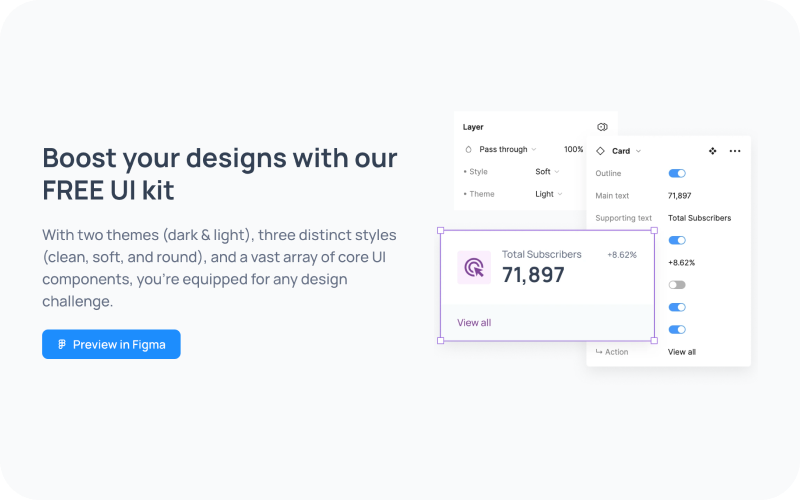 Boost your designs with our
FREE UI kit
With two themes (dark & light), three distinct styles
(clean, soft, and round), and a vast array of core UI
components, you're equipped for any design
challenge.
Preview in Figma
Layer
Pass through
100%
Style
Soft
Theme
Light
Card
Outline
Main text
71,897
Supporting text
Total Subscribers
+8.62%
Action
View all
Total Subscribers
+8.62%
71,897
View all